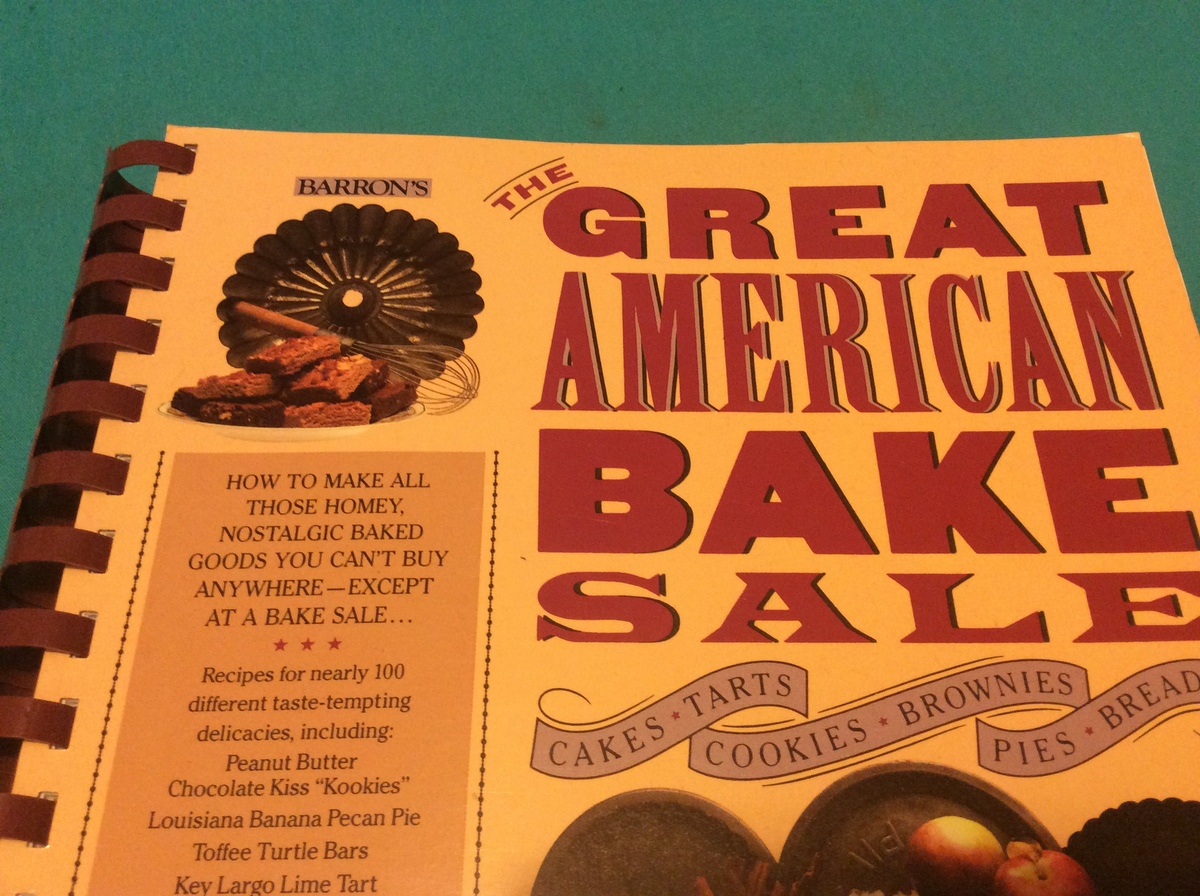 BARRON'S
THE
GREAT
AMERICAN
BAKE
SALE
HOW TO MAKE ALL
THOSE HOMEY,
NOSTALGIC BAKED
GOODS YOU CAN'T BUY
ANYWHERE—EXCEPT
AT A BAKE SALE...
★ ★ ★
Recipes for nearly 100
different taste-tempting
delicacies, including:
Peanut Butter
Chocolate Kiss “Kookies”
Louisiana Banana Pecan Pie
Toffee Turtle Bars
Key Largo Lime Tart
CAKES ★ TARTS
COOKIES ★ BROWNIES
PIES ★ BREAD